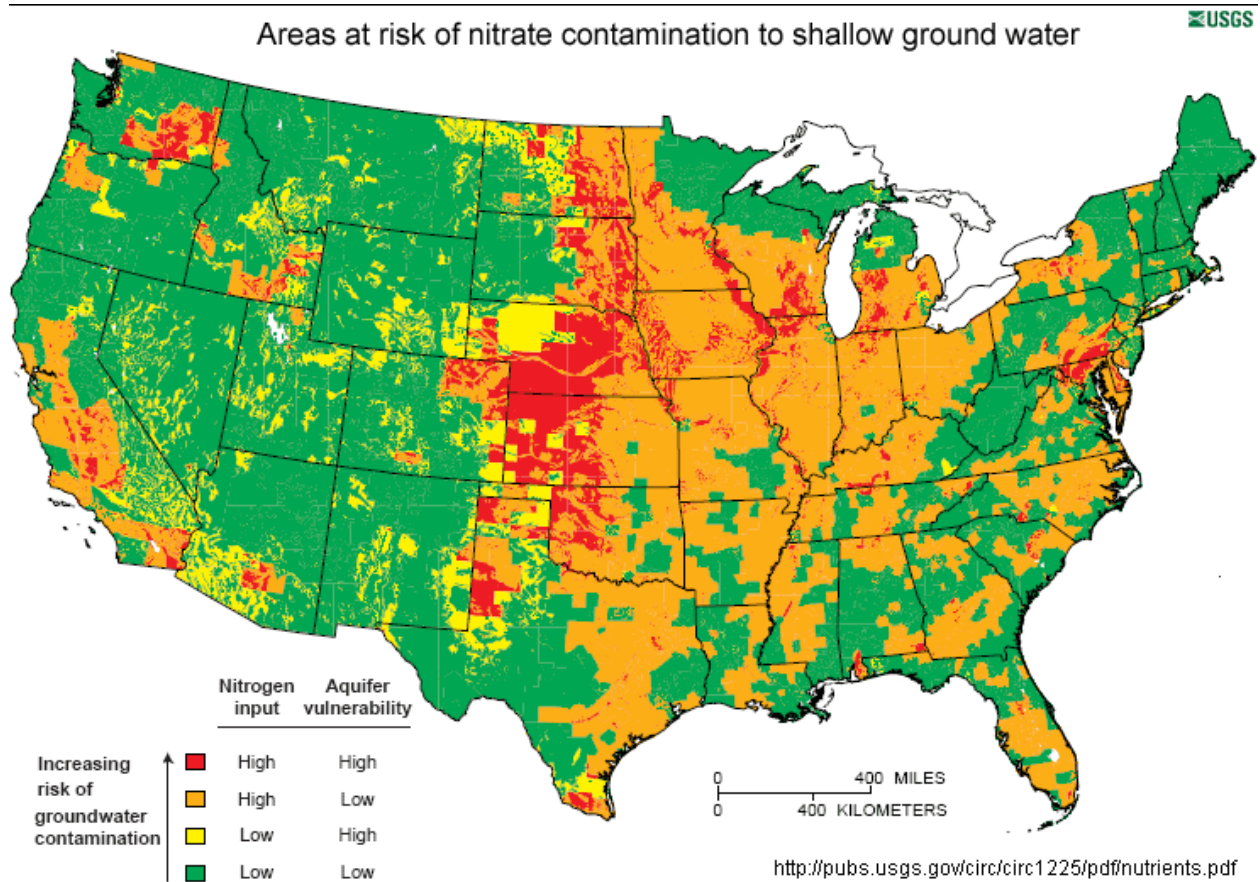 USGS
Areas at risk of nitrate contamination to shallow ground water
Nitrogen input
Aquifer vulnerability
Increasing risk of groundwater contamination
High High
High Low
Low High
Low Low
0 400 MILES
0 400 KILOMETERS
http://pubs.usgs.gov/circ/circ1225/pdf/nutrients.pdf